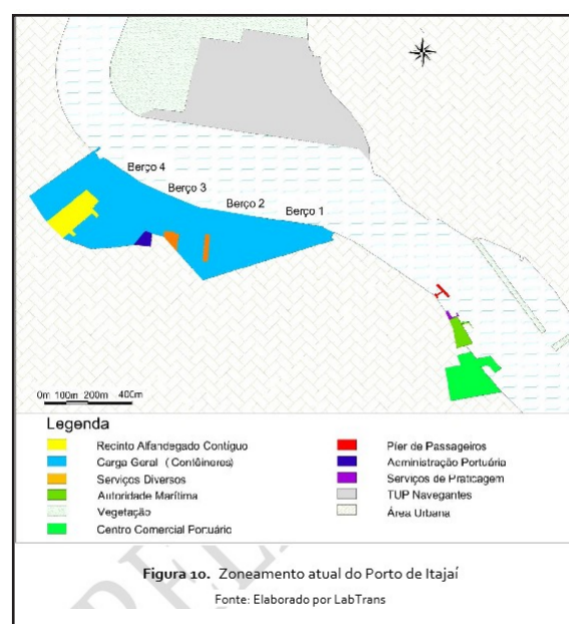 Berço 4
Berço 3
Berço 2
Berço 1
0m 100m 200m 400m
Legenda
Recinto Alfandegado Contíguo
Carga Geral (Contêineres)
Serviços Diversos
Autoridade Marítima
Vegetação
Centro Comercial Portuário
Píer de Passageiros
Administração Portuária
Serviços de Praticagem
TUP Navegantes
Área Urbana
Figura 10. Zoneamento atual do Porto de Itajaí
Fonte: Elaborado por LabTrans